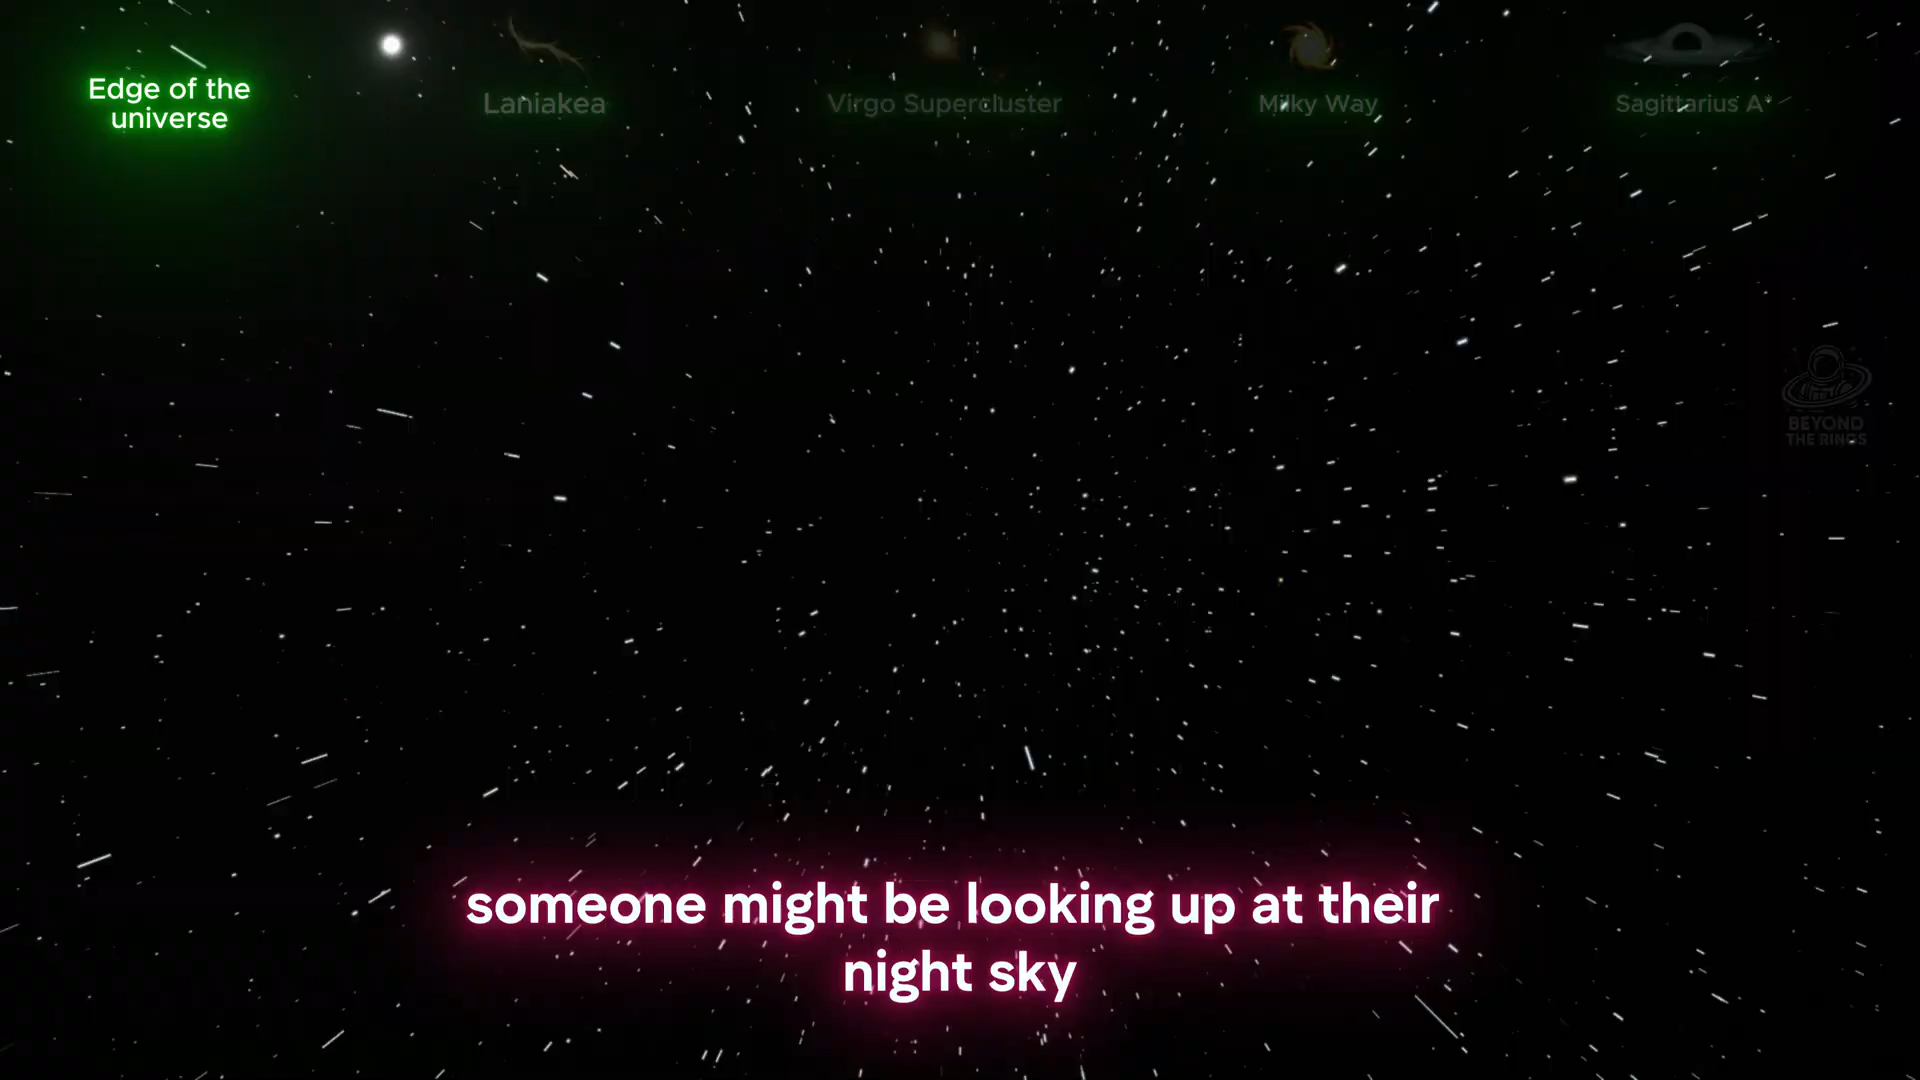 Edge of the
universe
Laniakea
Virgo Supercluster
Milky Way
Sagittarius A*
BEYOND
THE RINGS
someone might be looking up at their
night sky